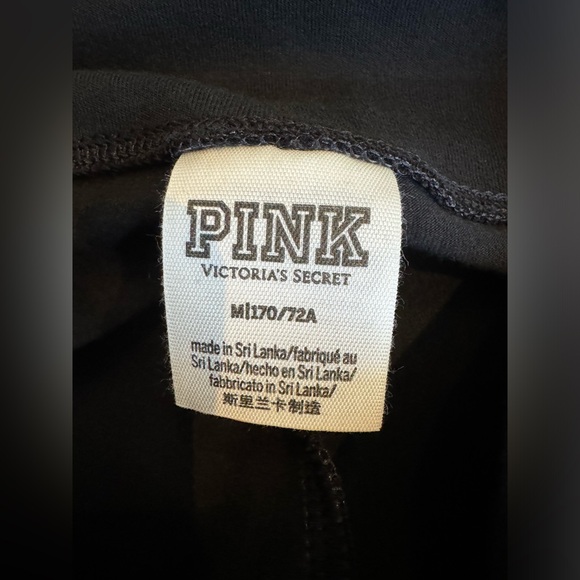 PINK
VICTORIA'S SECRET
M|170/72A
made in Sri Lanka/fabriqué au
Sri Lanka/hecho en Sri Lanka/
fabbricato in Sri Lanka/
斯里兰卡制造